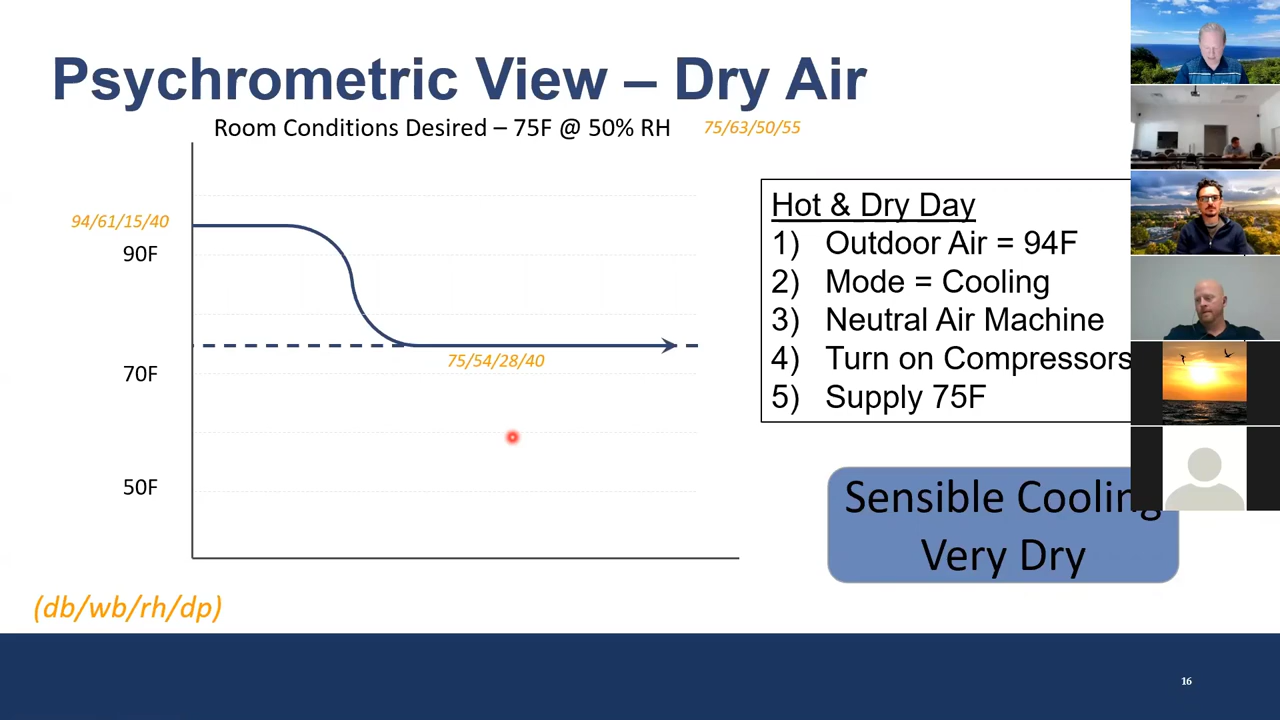 Psychrometric View – Dry Air
Room Conditions Desired – 75F @ 50% RH
75/63/50/55
94/61/15/40
90F
75/54/28/40
70F
50F
(db/wb/rh/dp)
Hot & Dry Day
1) Outdoor Air = 94F
2) Mode = Cooling
3) Neutral Air Machine
4) Turn on Compressors
5) Supply 75F
Sensible Cooling
Very Dry
16